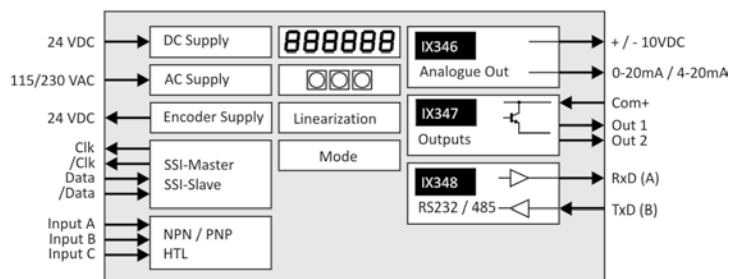 24 VDC
DC Supply
888888
IX346
Analogue Out
+ / - 10VDC
0-20mA / 4-20mA
115/230 VAC
AC Supply
24 VDC
Encoder Supply
Linearization
IX347
Outputs
Com+
Out 1
Out 2
Clk
/Clk
Data
/Data
SSI-Master
SSI-Slave
Mode
IX348
RS232 / 485
RxD (A)
TxD (B)
Input A
Input B
Input C
NPN / PNP
HTL